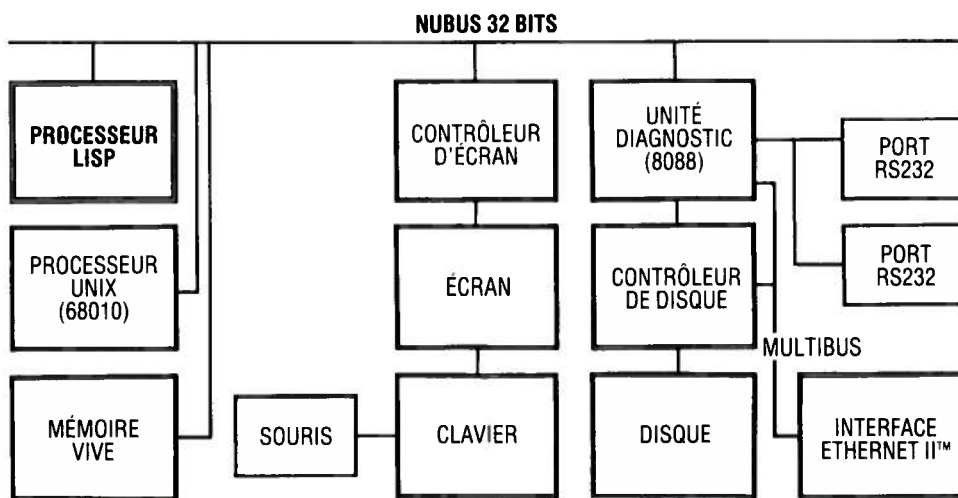 NUBUS 32 BITS
PROCESSEUR
LISP
CONTRÔLEUR
D'ÉCRAN
UNITÉ
DIAGNOSTIC
(8088)
PORT
RS232
PROCESSEUR
UNIX
(68010)
ÉCRAN
CONTRÔLEUR
DE DISQUE
PORT
RS232
MULTIBUS
MÉMOIRE
VIVE
SOURIS
CLAVIER
DISQUE
INTERFACE
ETHERNET II™